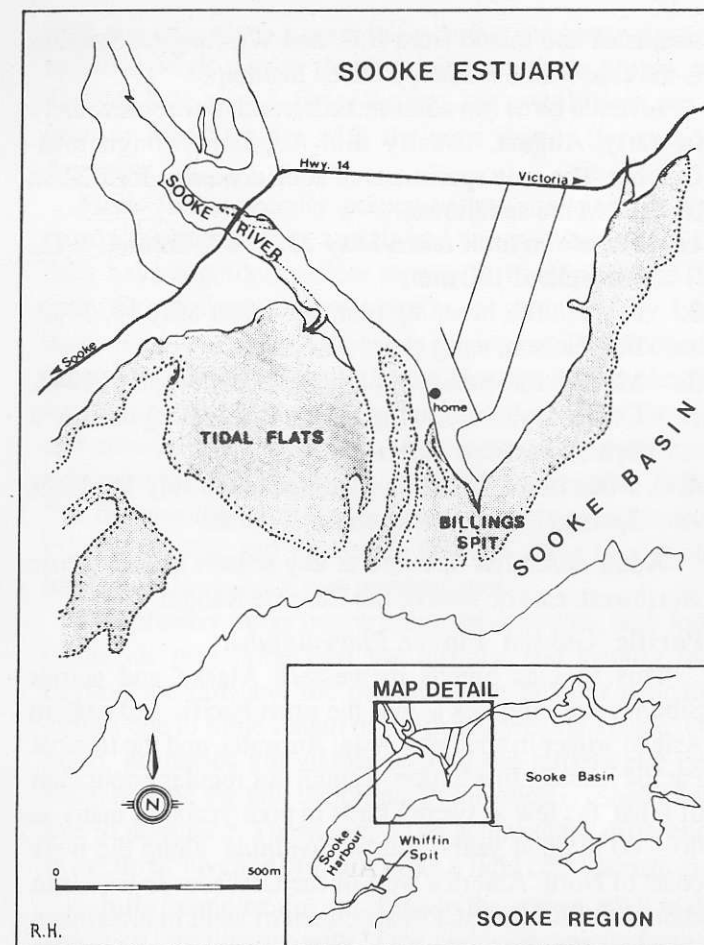 SOOKE ESTUARY
Hwy. 14
Victoria
SOOKE RIVER
Sooke
home
TIDAL FLATS
BILLINGS
SPIT
SOOKE BASIN
MAP DETAIL
Sooke Basin
Sooke
Harbour
Whiffin
Spit
N
0 500m
R.H.
SOOKE REGION